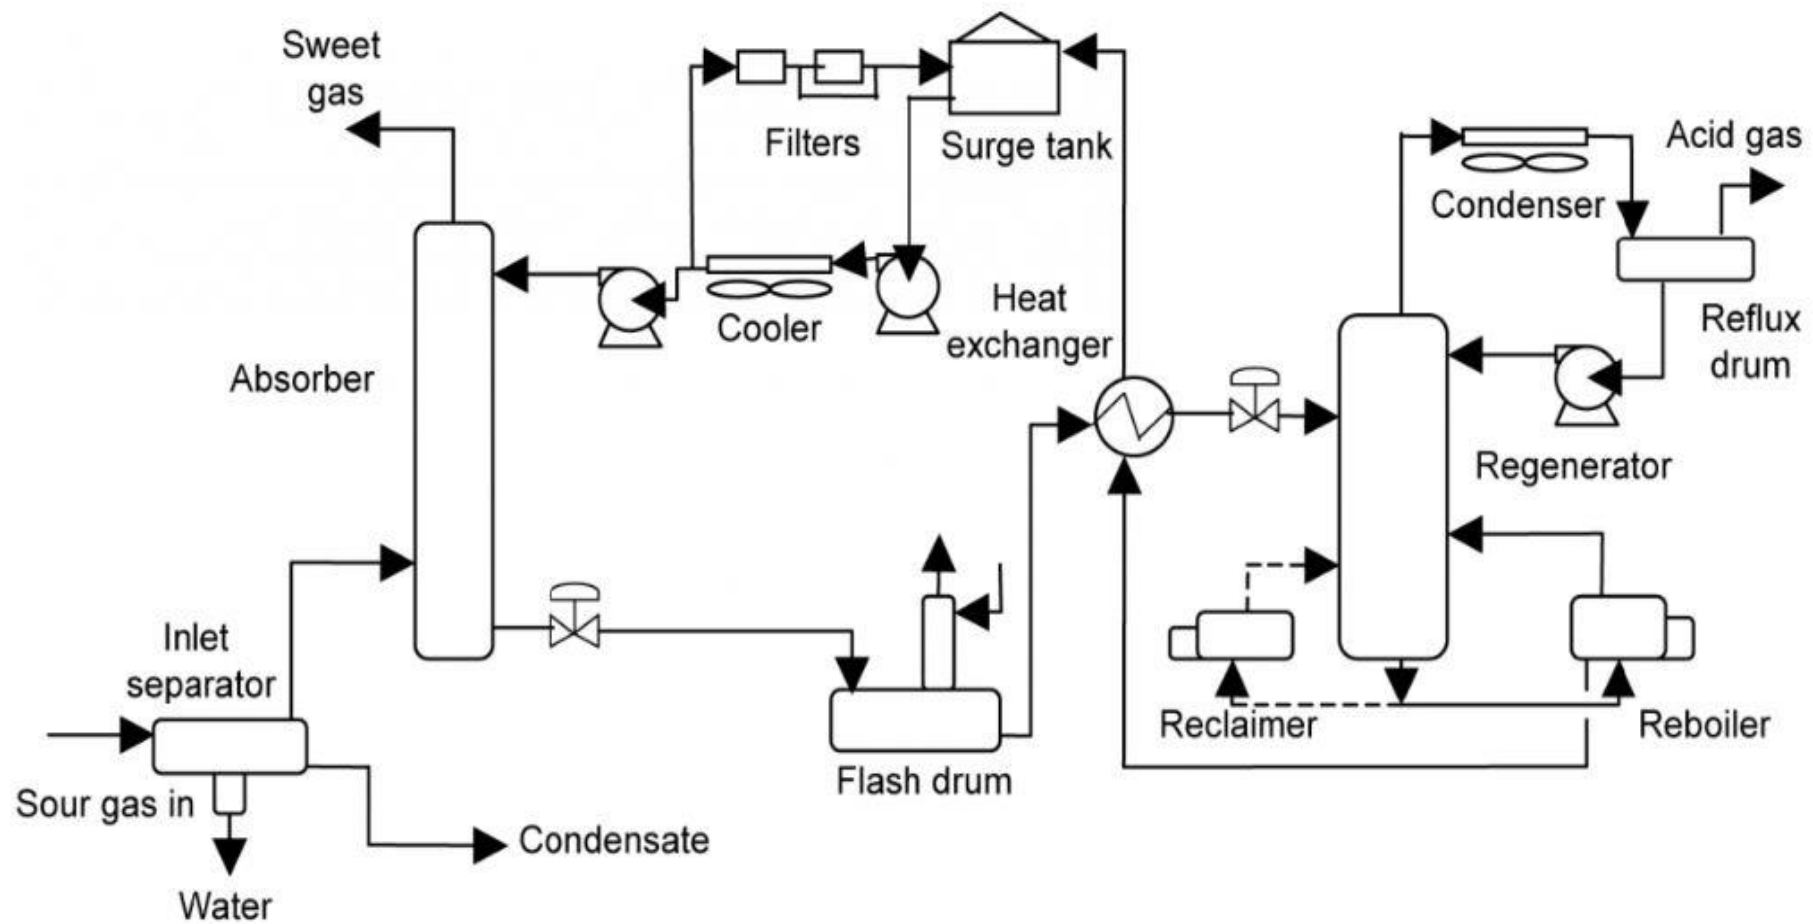 Sweet
gas
Filters
Surge tank
Acid gas
Condenser
Cooler
Heat
exchanger
Reflux
drum
Absorber
Regenerator
Inlet
separator
Reclaimer
Reboiler
Flash drum
Sour gas in
Condensate
Water